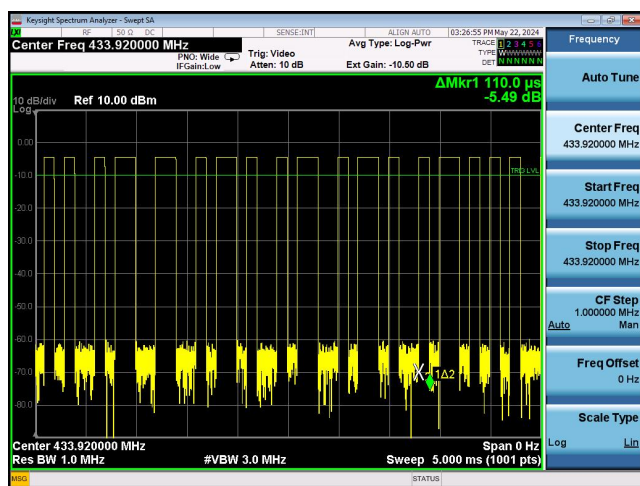 Keysight Spectrum Analyzer - Swept SA
LXI RF 50 Ω DC SENSE:INT ALIGN AUTO 03:26:55 PM May 22, 2024
Center Freq 433.920000 MHz
PNO: Wide
IFGain:Low
Trig: Video
Atten: 10 dB
Avg Type: Log-Pwr
Ext Gain: -10.50 dB
TRACE 1 2 3 4 5 6
TYPE WWWWWW
DET N N N N N N
ΔMkr1 110.0 µs
-5.49 dB
10 dB/div Ref 10.00 dBm
Log
0.00
-10.0
TRIG LVL
-20.0
-30.0
-40.0
-50.0
-60.0
-70.0
1Δ2
-80.0
Center 433.920000 MHz Span 0 Hz
Res BW 1.0 MHz #VBW 3.0 MHz Sweep 5.000 ms (1001 pts)
MSG STATUS
Frequency
Auto Tune
Center Freq
433.920000 MHz
Start Freq
433.920000 MHz
Stop Freq
433.920000 MHz
CF Step
1.000000 MHz
Auto Man
Freq Offset
0 Hz
Scale Type
Log Lin